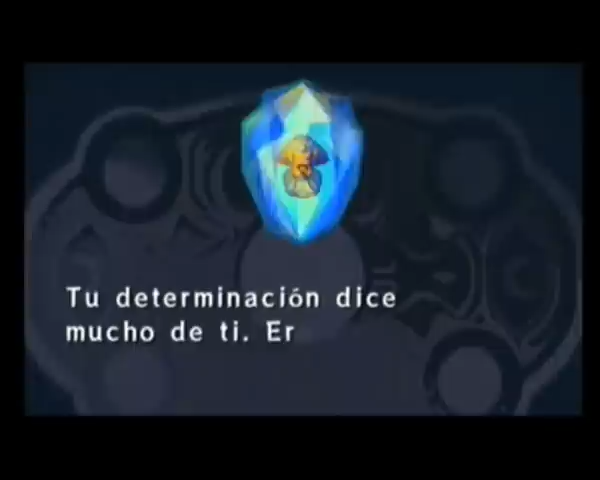 Tu determinación dice
mucho de ti. Er